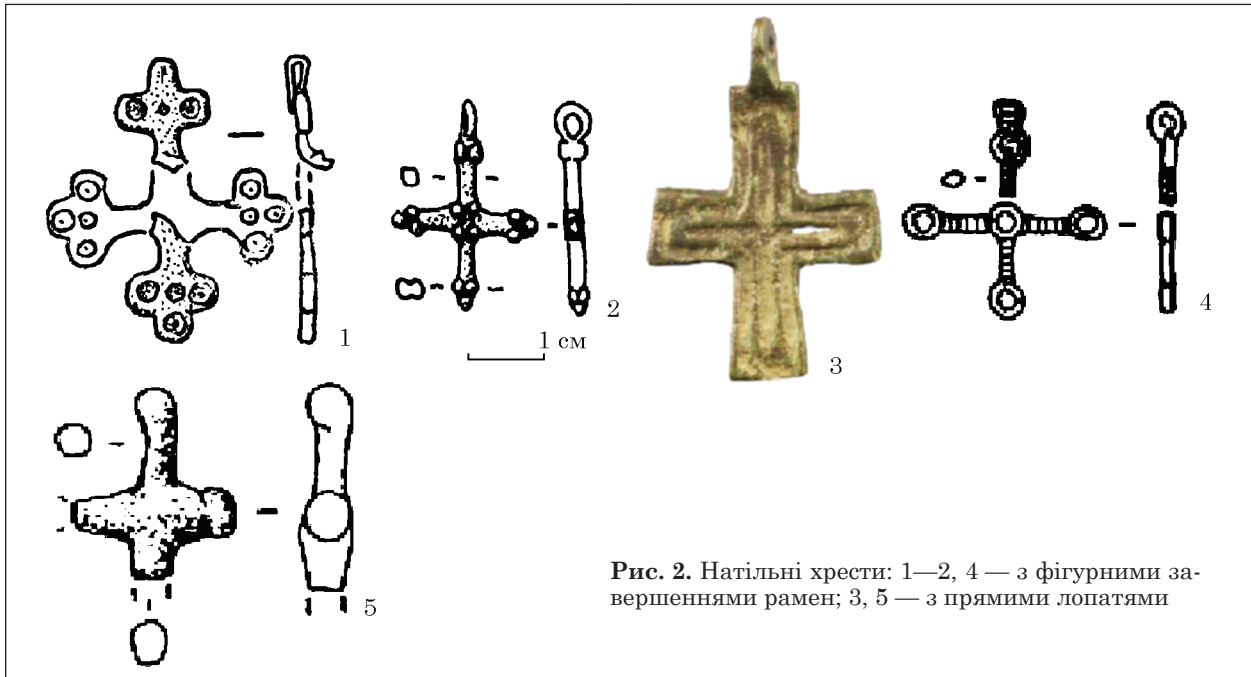 1
2
1 см
3
4
5
Рис. 2. Натільні хрести: 1—2, 4 — з фігурними за-
вершеннями рамен; 3, 5 — з прямими лопатями